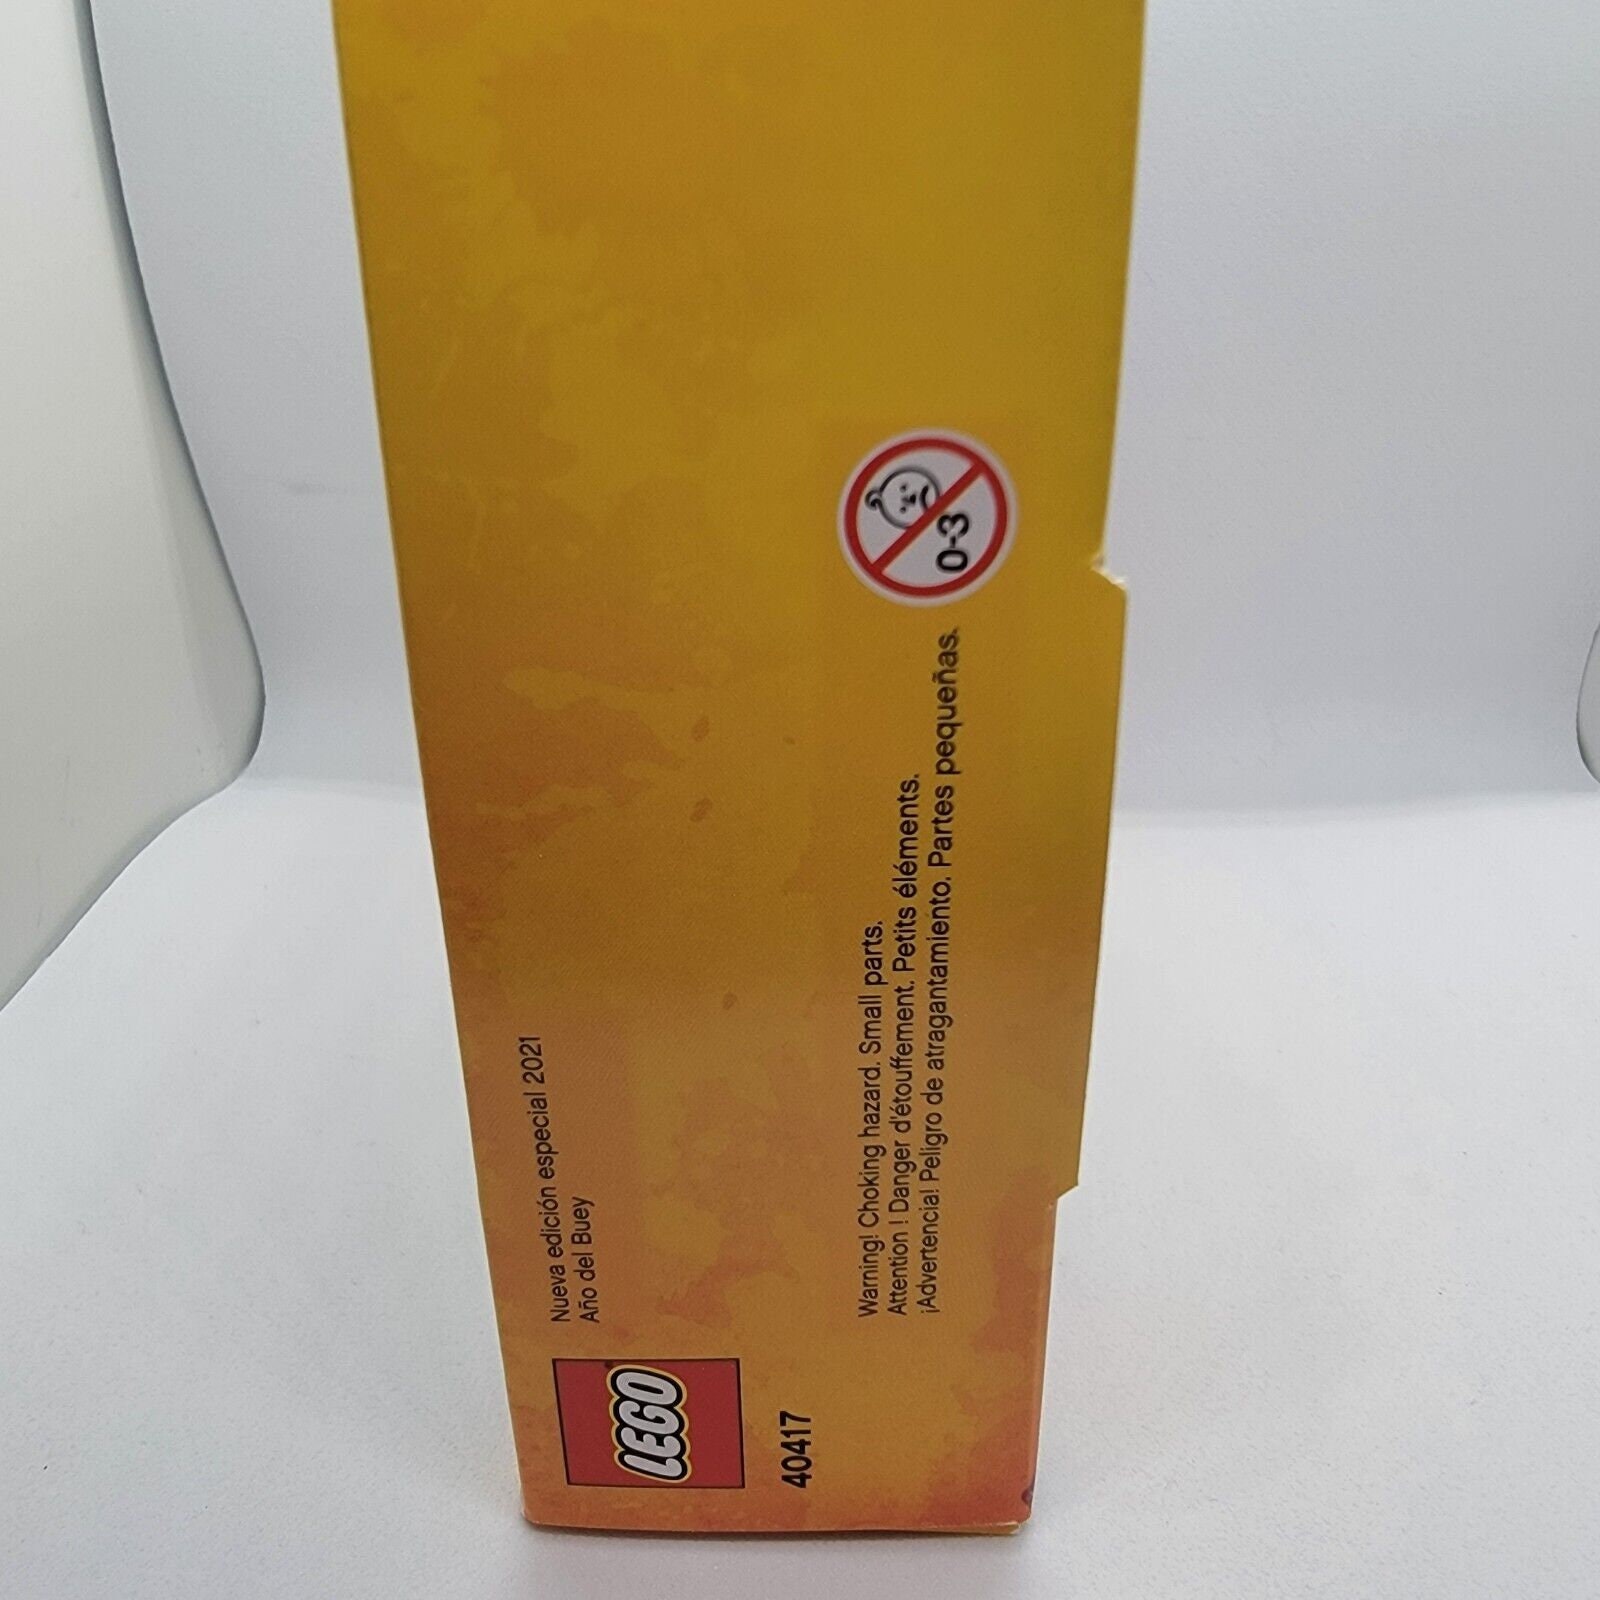 LEGO
40417
Nueva edición especial 2021
Año del Buey
Warning! Choking hazard. Small parts.
Attention ! Danger d'étouffement. Petits éléments.
¡Advertencia! Peligro de atragantamiento. Partes pequeñas.
0-3